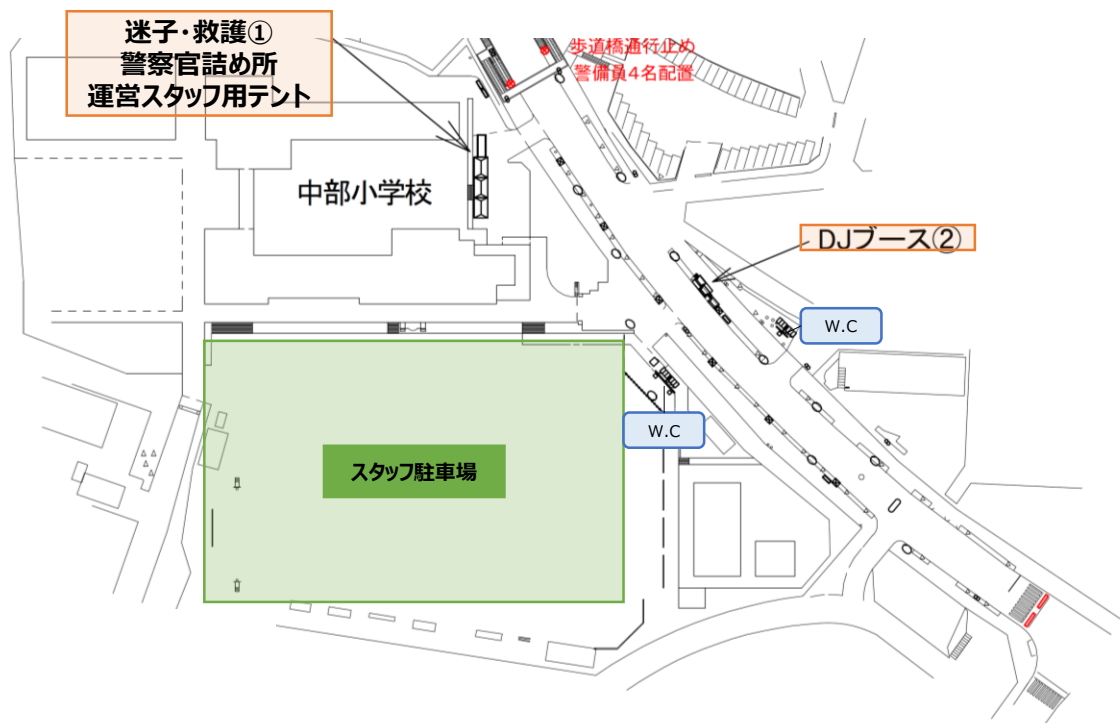 迷子・救護①
警察官詰め所
運営スタッフ用テント
歩道橋通行止め
警備員4名配置
中部小学校
DJブース②
W.C
W.C
スタッフ駐車場